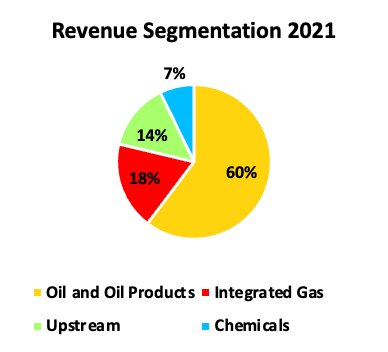 Revenue Segmentation 2021
7%
14%
60%
18%
Oil and Oil Products Integrated Gas
Upstream Chemicals